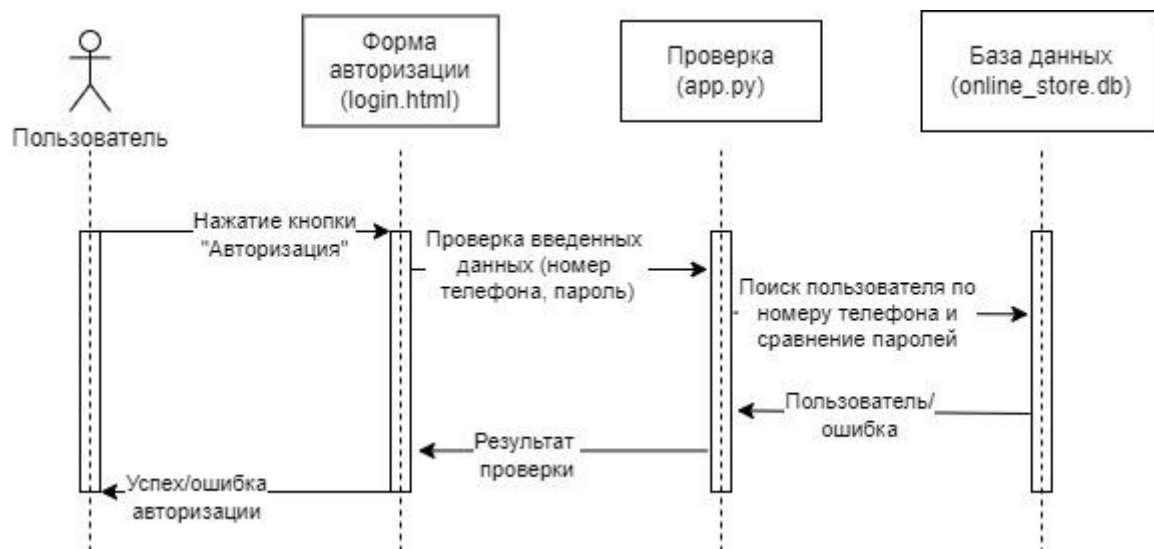 Форма
авторизации
(login.html)
Проверка
(app.py)
База данных
(online_store.db)
Пользователь
Нажатие кнопки
"Авторизация"
Проверка введенных
данных (номер
телефона, пароль)
Поиск пользователя по
номеру телефона и
сравнение паролей
Пользователь/
ошибка
Результат
проверки
Успех/ошибка
авторизации